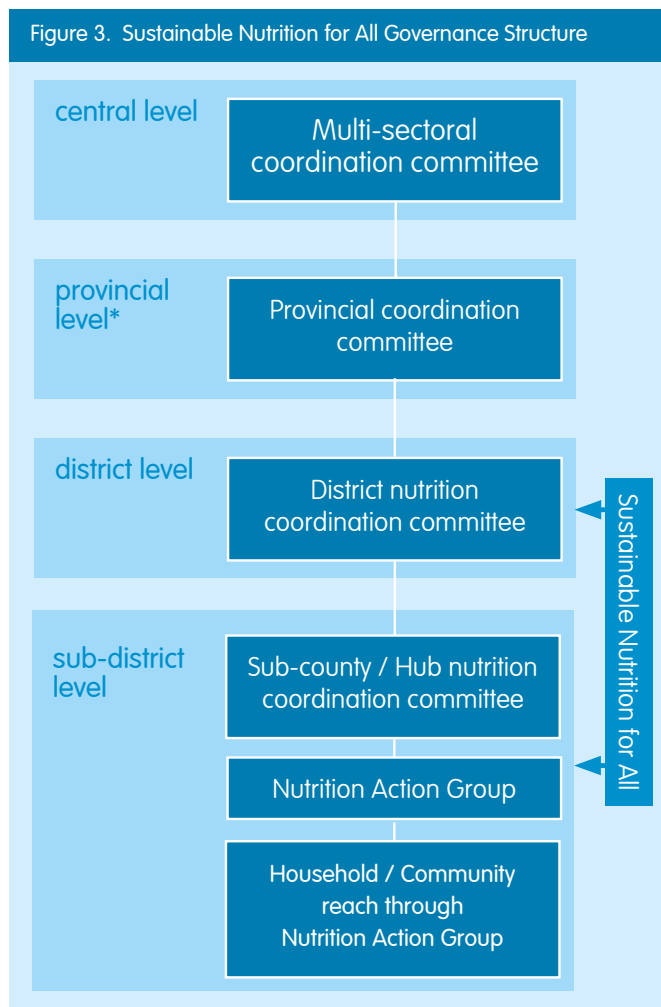 Figure 3. Sustainable Nutrition for All Governance Structure
central level
Multi-sectoral
coordination committee
provincial
level*
Provincial coordination
committee
district level
District nutrition
coordination committee
Sustainable Nutrition for All
sub-district
level
Sub-county / Hub nutrition
coordination committee
Nutrition Action Group
Household / Community
reach through
Nutrition Action Group